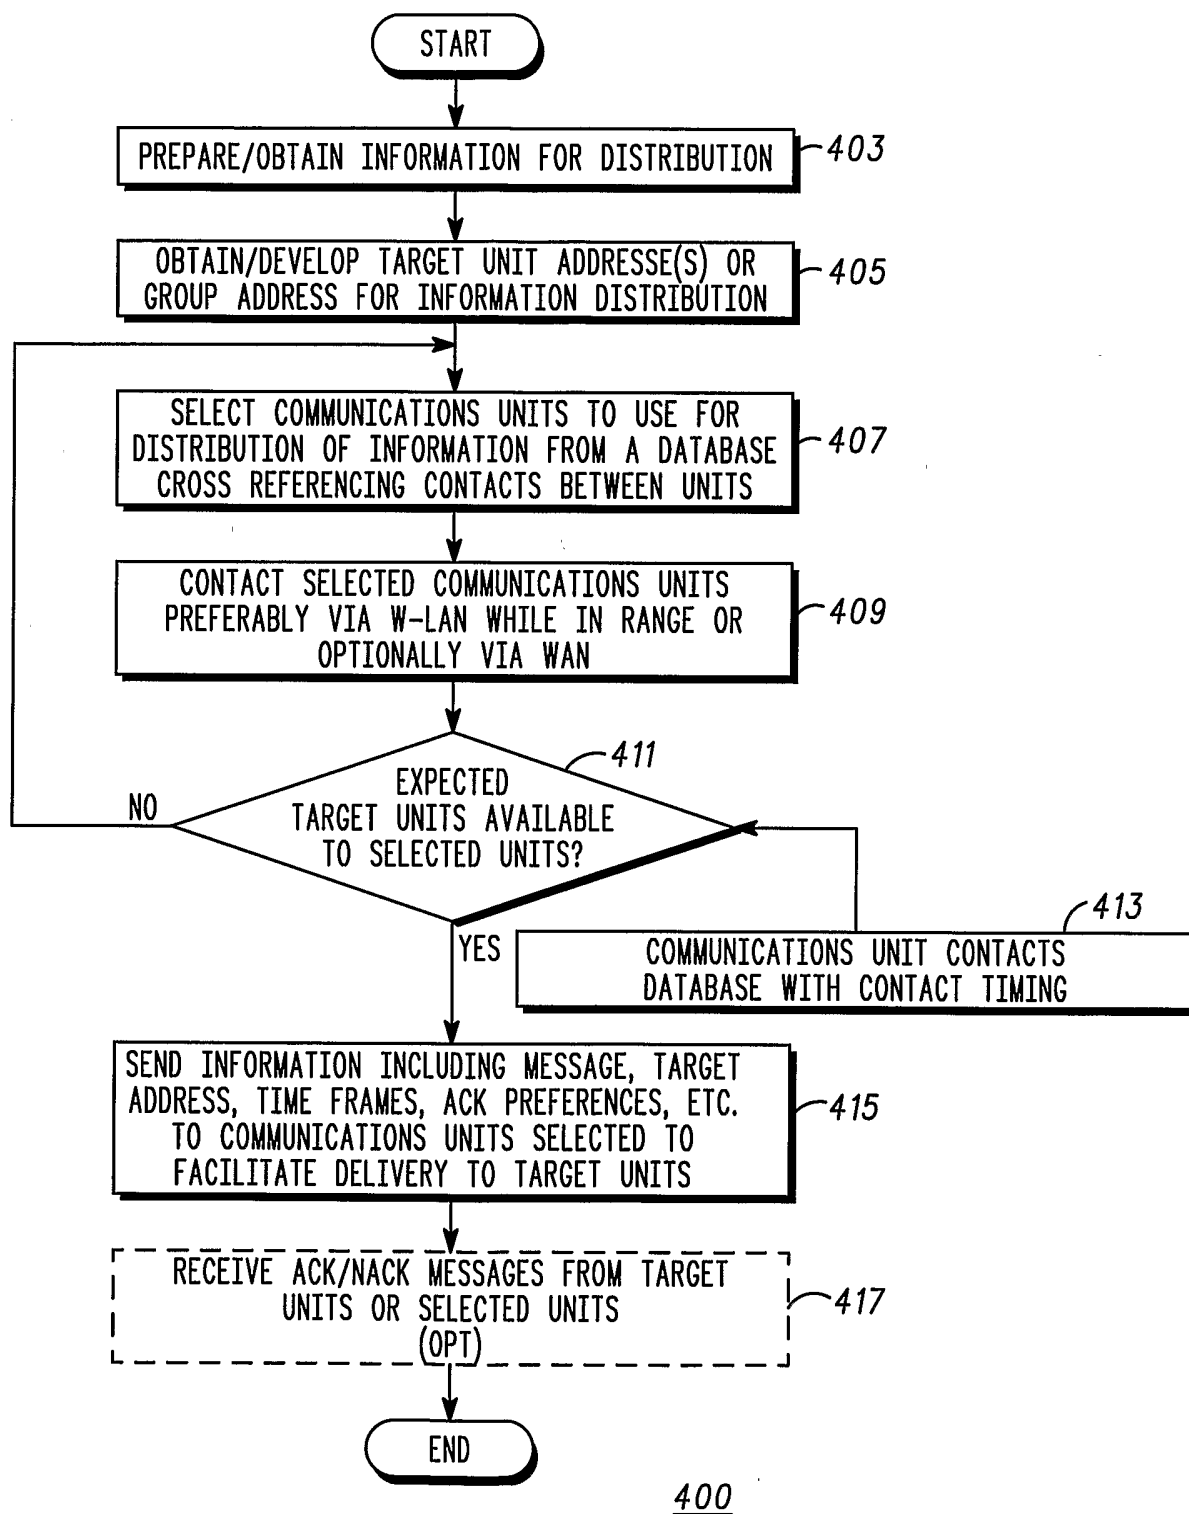 START
PREPARE/OBTAIN INFORMATION FOR DISTRIBUTION
403
OBTAIN/DEVELOP TARGET UNIT ADDRESSE(S) OR
GROUP ADDRESS FOR INFORMATION DISTRIBUTION
405
SELECT COMMUNICATIONS UNITS TO USE FOR
DISTRIBUTION OF INFORMATION FROM A DATABASE
CROSS REFERENCING CONTACTS BETWEEN UNITS
407
CONTACT SELECTED COMMUNICATIONS UNITS
PREFERABLY VIA W-LAN WHILE IN RANGE OR
OPTIONALLY VIA WAN
409
411
EXPECTED
TARGET UNITS AVAILABLE
TO SELECTED UNITS?
NO
YES
413
COMMUNICATIONS UNIT CONTACTS
DATABASE WITH CONTACT TIMING
SEND INFORMATION INCLUDING MESSAGE, TARGET
ADDRESS, TIME FRAMES, ACK PREFERENCES, ETC.
TO COMMUNICATIONS UNITS SELECTED TO
FACILITATE DELIVERY TO TARGET UNITS
415
RECEIVE ACK/NACK MESSAGES FROM TARGET
UNITS OR SELECTED UNITS
(OPT)
417
END
400